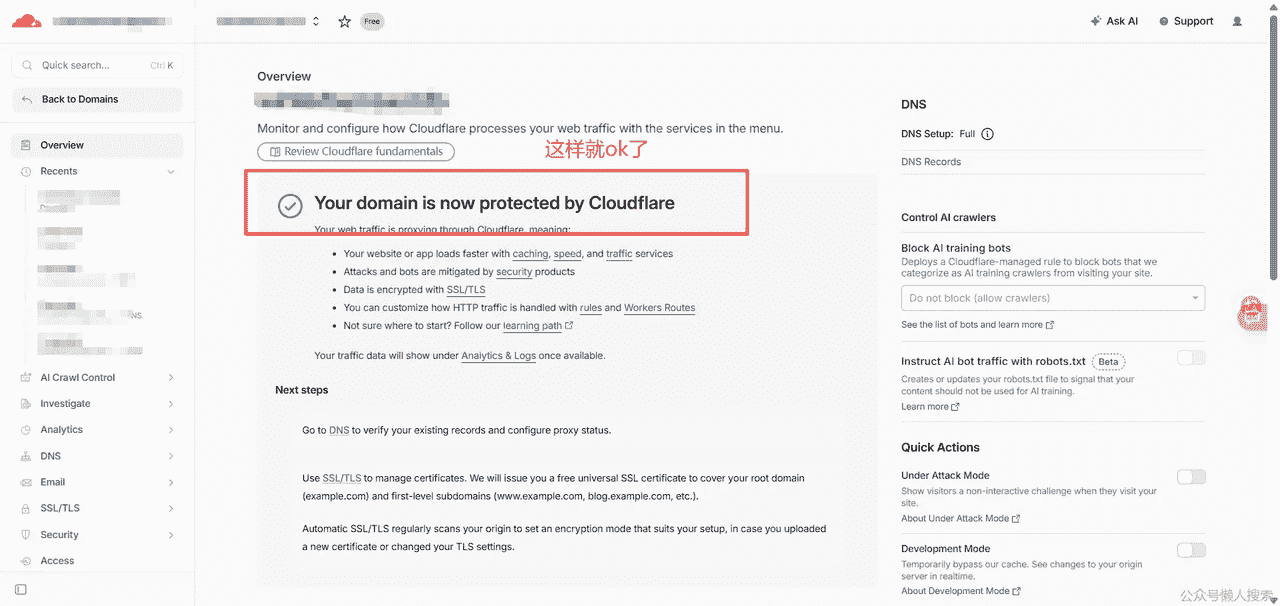 Free
Ask AI
Support
Quick search...
Ctrl K
Back to Domains
Overview
Recents
NS
AI Crawl Control
Investigate
Analytics
DNS
Email
SSL/TLS
Security
Access
Overview
Monitor and configure how Cloudflare processes your web traffic with the services in the menu.
Review Cloudflare fundamentals
这样就ok了
Your domain is now protected by Cloudflare
Your web traffic is proxying through Cloudflare, meaning:
Your website or app loads faster with caching, speed, and traffic services
Attacks and bots are mitigated by security products
Data is encrypted with SSL/TLS
You can customize how HTTP traffic is handled with rules and Workers Routes
Not sure where to start? Follow our learning path
Your traffic data will show under Analytics & Logs once available.
Next steps
Go to DNS to verify your existing records and configure proxy status.
Use SSL/TLS to manage certificates. We will issue you a free universal SSL certificate to cover your root domain
(example.com) and first-level subdomains (www.example.com, blog.example.com, etc.).
Automatic SSL/TLS regularly scans your origin to set an encryption mode that suits your setup, in case you uploaded
a new certificate or changed your TLS settings.
DNS
DNS Setup: Full
DNS Records
Control AI crawlers
Block AI training bots
Deploys a Cloudflare-managed rule to block bots that we
categorize as AI training crawlers from visiting your site.
Do not block (allow crawlers)
See the list of bots and learn more
Instruct AI bot traffic with robots.txt Beta
Creates or updates your robots.txt file to signal that your
content should not be used for AI training.
Learn more
Quick Actions
Under Attack Mode
Show visitors a non-interactive challenge when they visit your
site.
About Under Attack Mode
Development Mode
Temporarily bypass our cache. See changes to your origin
server in realtime.
About Development Mode
公众号懒人搜索